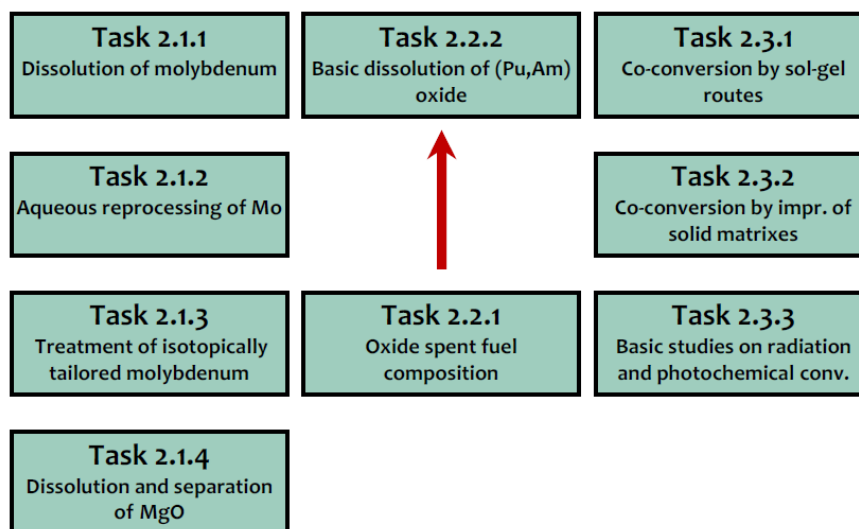 Task 2.1.1
Dissolution of molybdenum
Task 2.2.2
Basic dissolution of (Pu,Am)
oxide
Task 2.3.1
Co-conversion by sol-gel
routes
Task 2.1.2
Aqueous reprocessing of Mo
Task 2.3.2
Co-conversion by impr. of
solid matrixes
Task 2.1.3
Treatment of isotopically
tailored molybdenum
Task 2.2.1
Oxide spent fuel
composition
Task 2.3.3
Basic studies on radiation
and photochemical conv.
Task 2.1.4
Dissolution and separation
of MgO